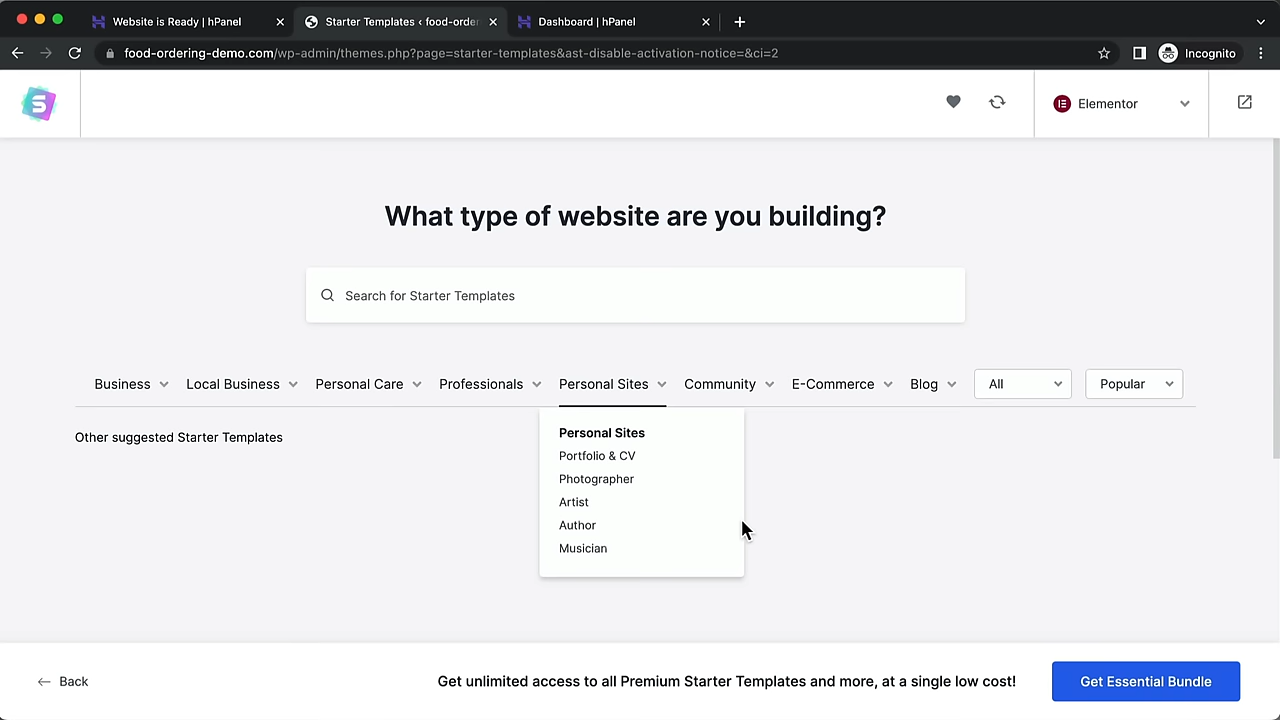 Website is Ready | hPanel
Starter Templates ‹ food-order
Dashboard | hPanel
food-ordering-demo.com/wp-admin/themes.php?page=starter-templates&ast-disable-activation-notice=&ci=2
Incognito
S
Elementor
What type of website are you building?
Search for Starter Templates
Business Local Business Personal Care Professionals Personal Sites Community E-Commerce Blog All Popular
Other suggested Starter Templates
Personal Sites
Portfolio & CV
Photographer
Artist
Author
Musician
Back
Get unlimited access to all Premium Starter Templates and more, at a single low cost!
Get Essential Bundle